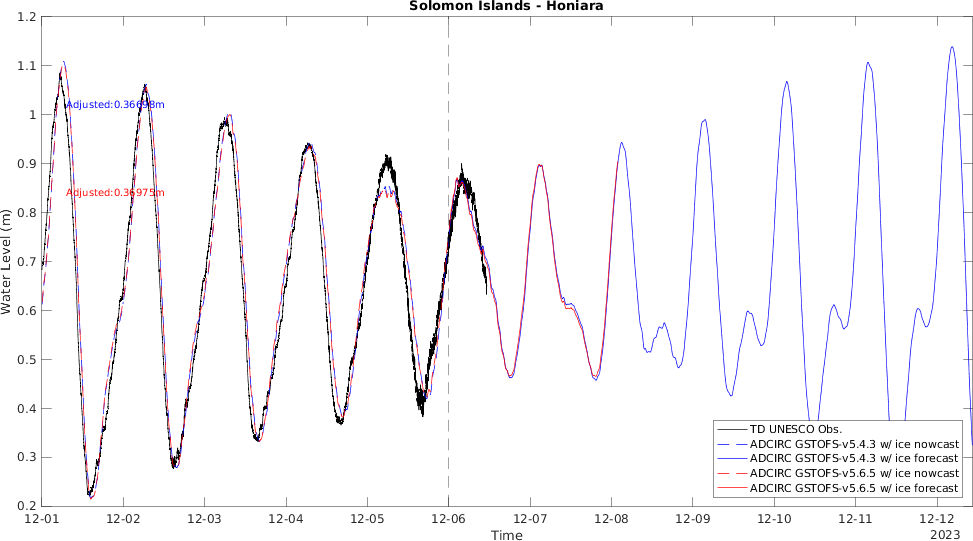 Solomon Islands - Honiara
1.2
1.1
1
0.9
0.8
0.7
0.6
0.5
0.4
0.3
0.2
Water Level (m)
Adjusted:0.36698m
Adjusted:0.36975m
TD UNESCO Obs.
ADCIRC GSTOFS-v5.4.3 w/ ice nowcast
ADCIRC GSTOFS-v5.4.3 w/ ice forecast
ADCIRC GSTOFS-v5.6.5 w/ ice nowcast
ADCIRC GSTOFS-v5.6.5 w/ ice forecast
12-01 12-02 12-03 12-04 12-05 12-06 12-07 12-08 12-09 12-10 12-11 12-12
Time
2023